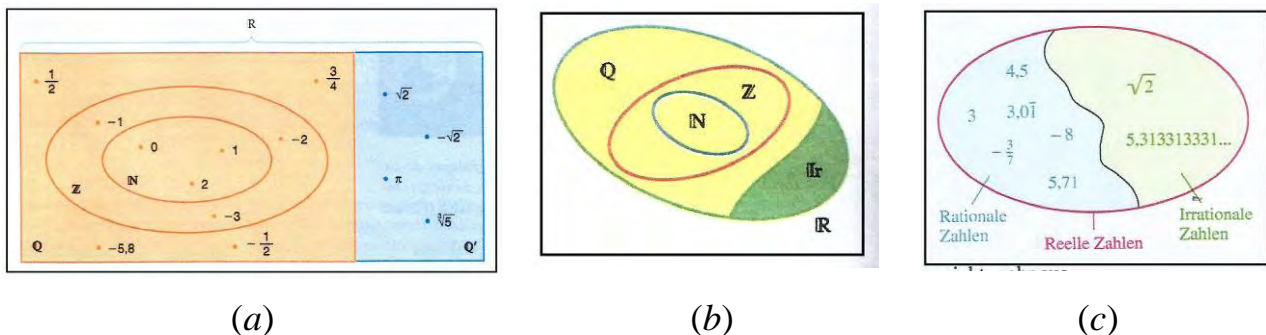 ℝ
1/2
3/4
√2
−1
−√2
0
1
−2
ℤ
ℕ
2
π
−3
∛5
ℚ
−5,8
−1/2
ℚ′
(a)
ℚ
ℤ
ℕ
𝕀r
ℝ
(b)
4,5
√2
3
3,01̅
−8
5,313313331...
−3/7
5,71
Rationale
Zahlen
Irrationale
Zahlen
Reelle Zahlen
(c)